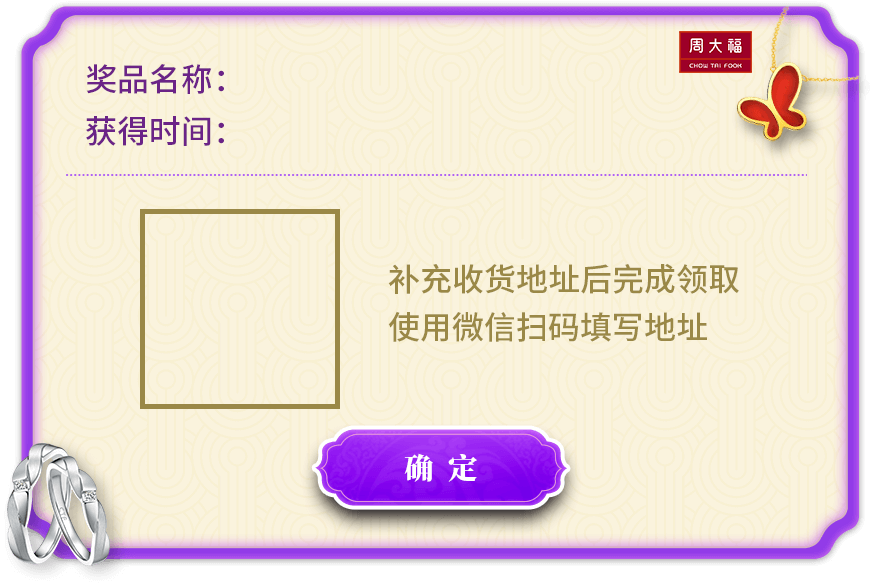 周大福
CHOW TAI FOOK
奖品名称：
获得时间：
补充收货地址后完成领取
使用微信扫码填写地址
确定